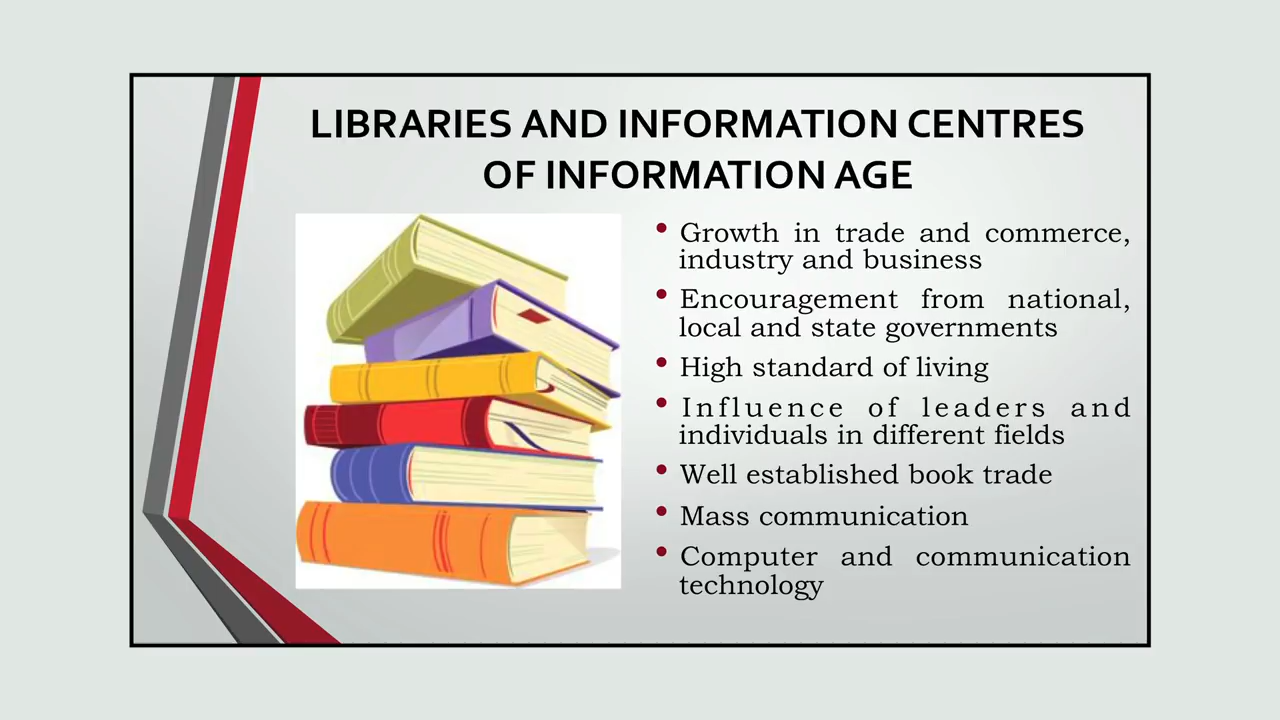 LIBRARIES AND INFORMATION CENTRES
OF INFORMATION AGE
• Growth in trade and commerce,
industry and business
• Encouragement from national,
local and state governments
• High standard of living
• Influence of leaders and
individuals in different fields
• Well established book trade
• Mass communication
• Computer and communication
technology